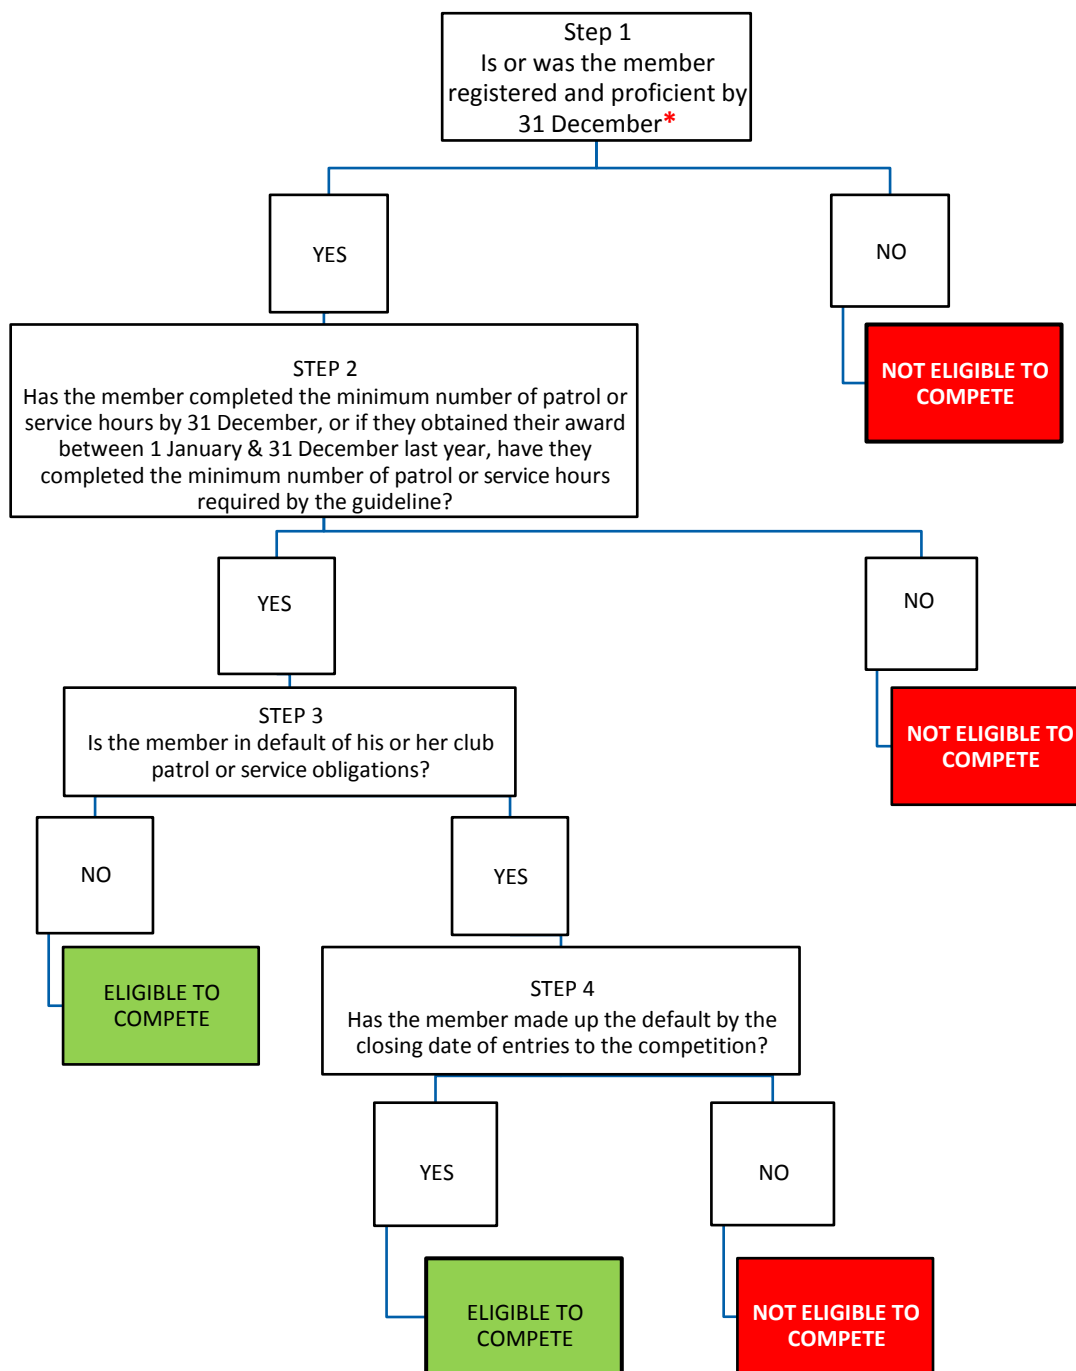 Step 1
Is or was the member
registered and proficient by
31 December*
YES
NO
NOT ELIGIBLE TO
COMPETE
STEP 2
Has the member completed the minimum number of patrol or
service hours by 31 December, or if they obtained their award
between 1 January & 31 December last year, have they
completed the minimum number of patrol or service hours
required by the guideline?
YES
NO
NOT ELIGIBLE TO
COMPETE
STEP 3
Is the member in default of his or her club
patrol or service obligations?
NO
YES
ELIGIBLE TO
COMPETE
STEP 4
Has the member made up the default by the
closing date of entries to the competition?
YES
NO
ELIGIBLE TO
COMPETE
NOT ELIGIBLE TO
COMPETE